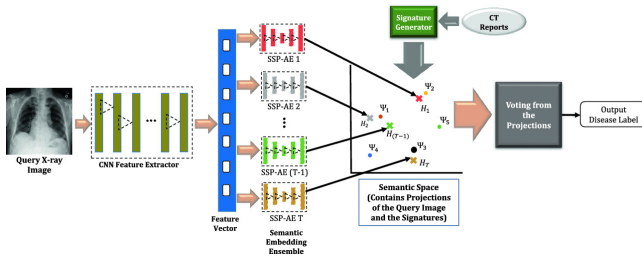 Signature
Generator
CT
Reports
SSP-AE 1
SSP-AE 2
SSP-AE (T-1)
SSP-AE T
Query X-ray
Image
CNN Feature Extractor
Feature
Vector
Semantic
Embedding
Ensemble
Ψ2
H1
Ψ1
H2
H(T−1)
Ψ5
Ψ3
Ψ4
HT
Semantic Space
(Contains Projections
of the Query Image
and the Signatures)
Voting from
the
Projections
Output
Disease Label